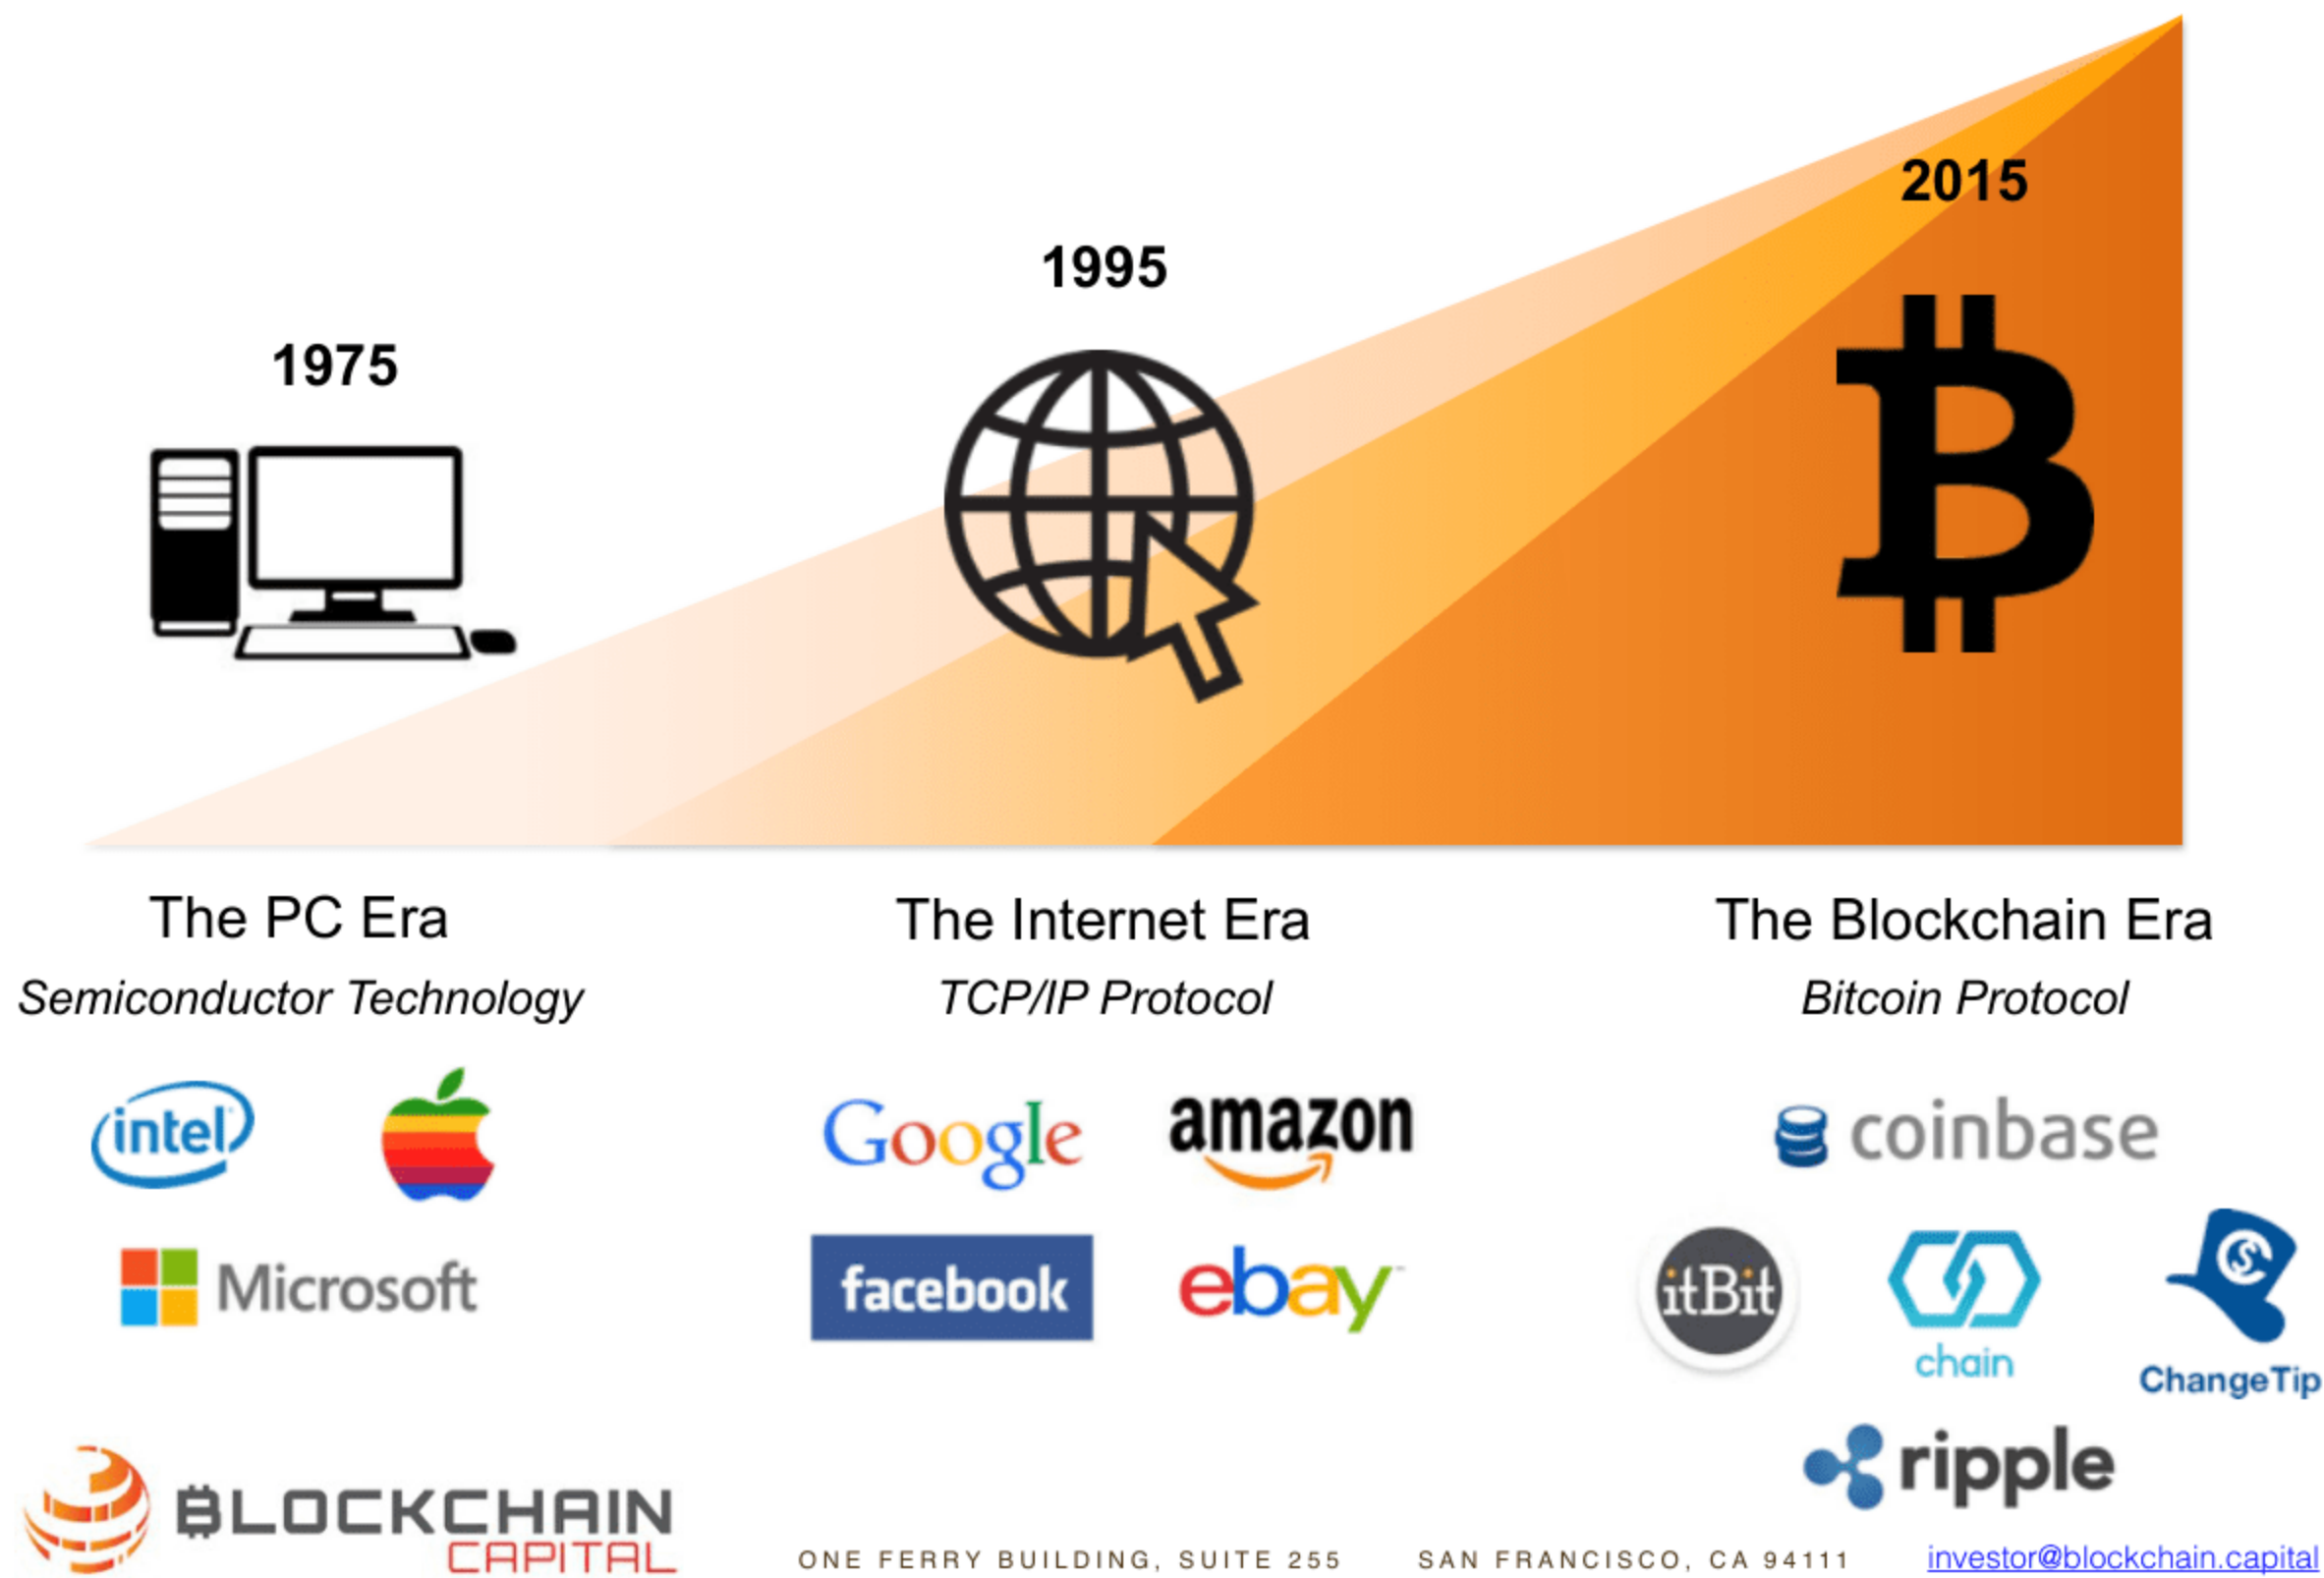 1975
1995
2015
The PC Era
Semiconductor Technology
intel
Microsoft
The Internet Era
TCP/IP Protocol
Google
amazon
facebook
ebay
The Blockchain Era
Bitcoin Protocol
coinbase
itBit
chain
ChangeTip
ripple
BLOCKCHAIN
CAPITAL
ONE FERRY BUILDING, SUITE 255 SAN FRANCISCO, CA 94111
investor@blockchain.capital